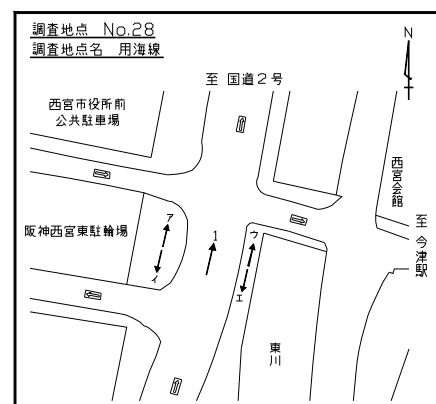 調査地点 No.28
調査地点名 用海線
N
至 国道2号
西宮市役所前
公共駐車場
西宮会館
至 今津駅
阪神西宮東駐輪場
ア
イ
1
ウ
エ
東川